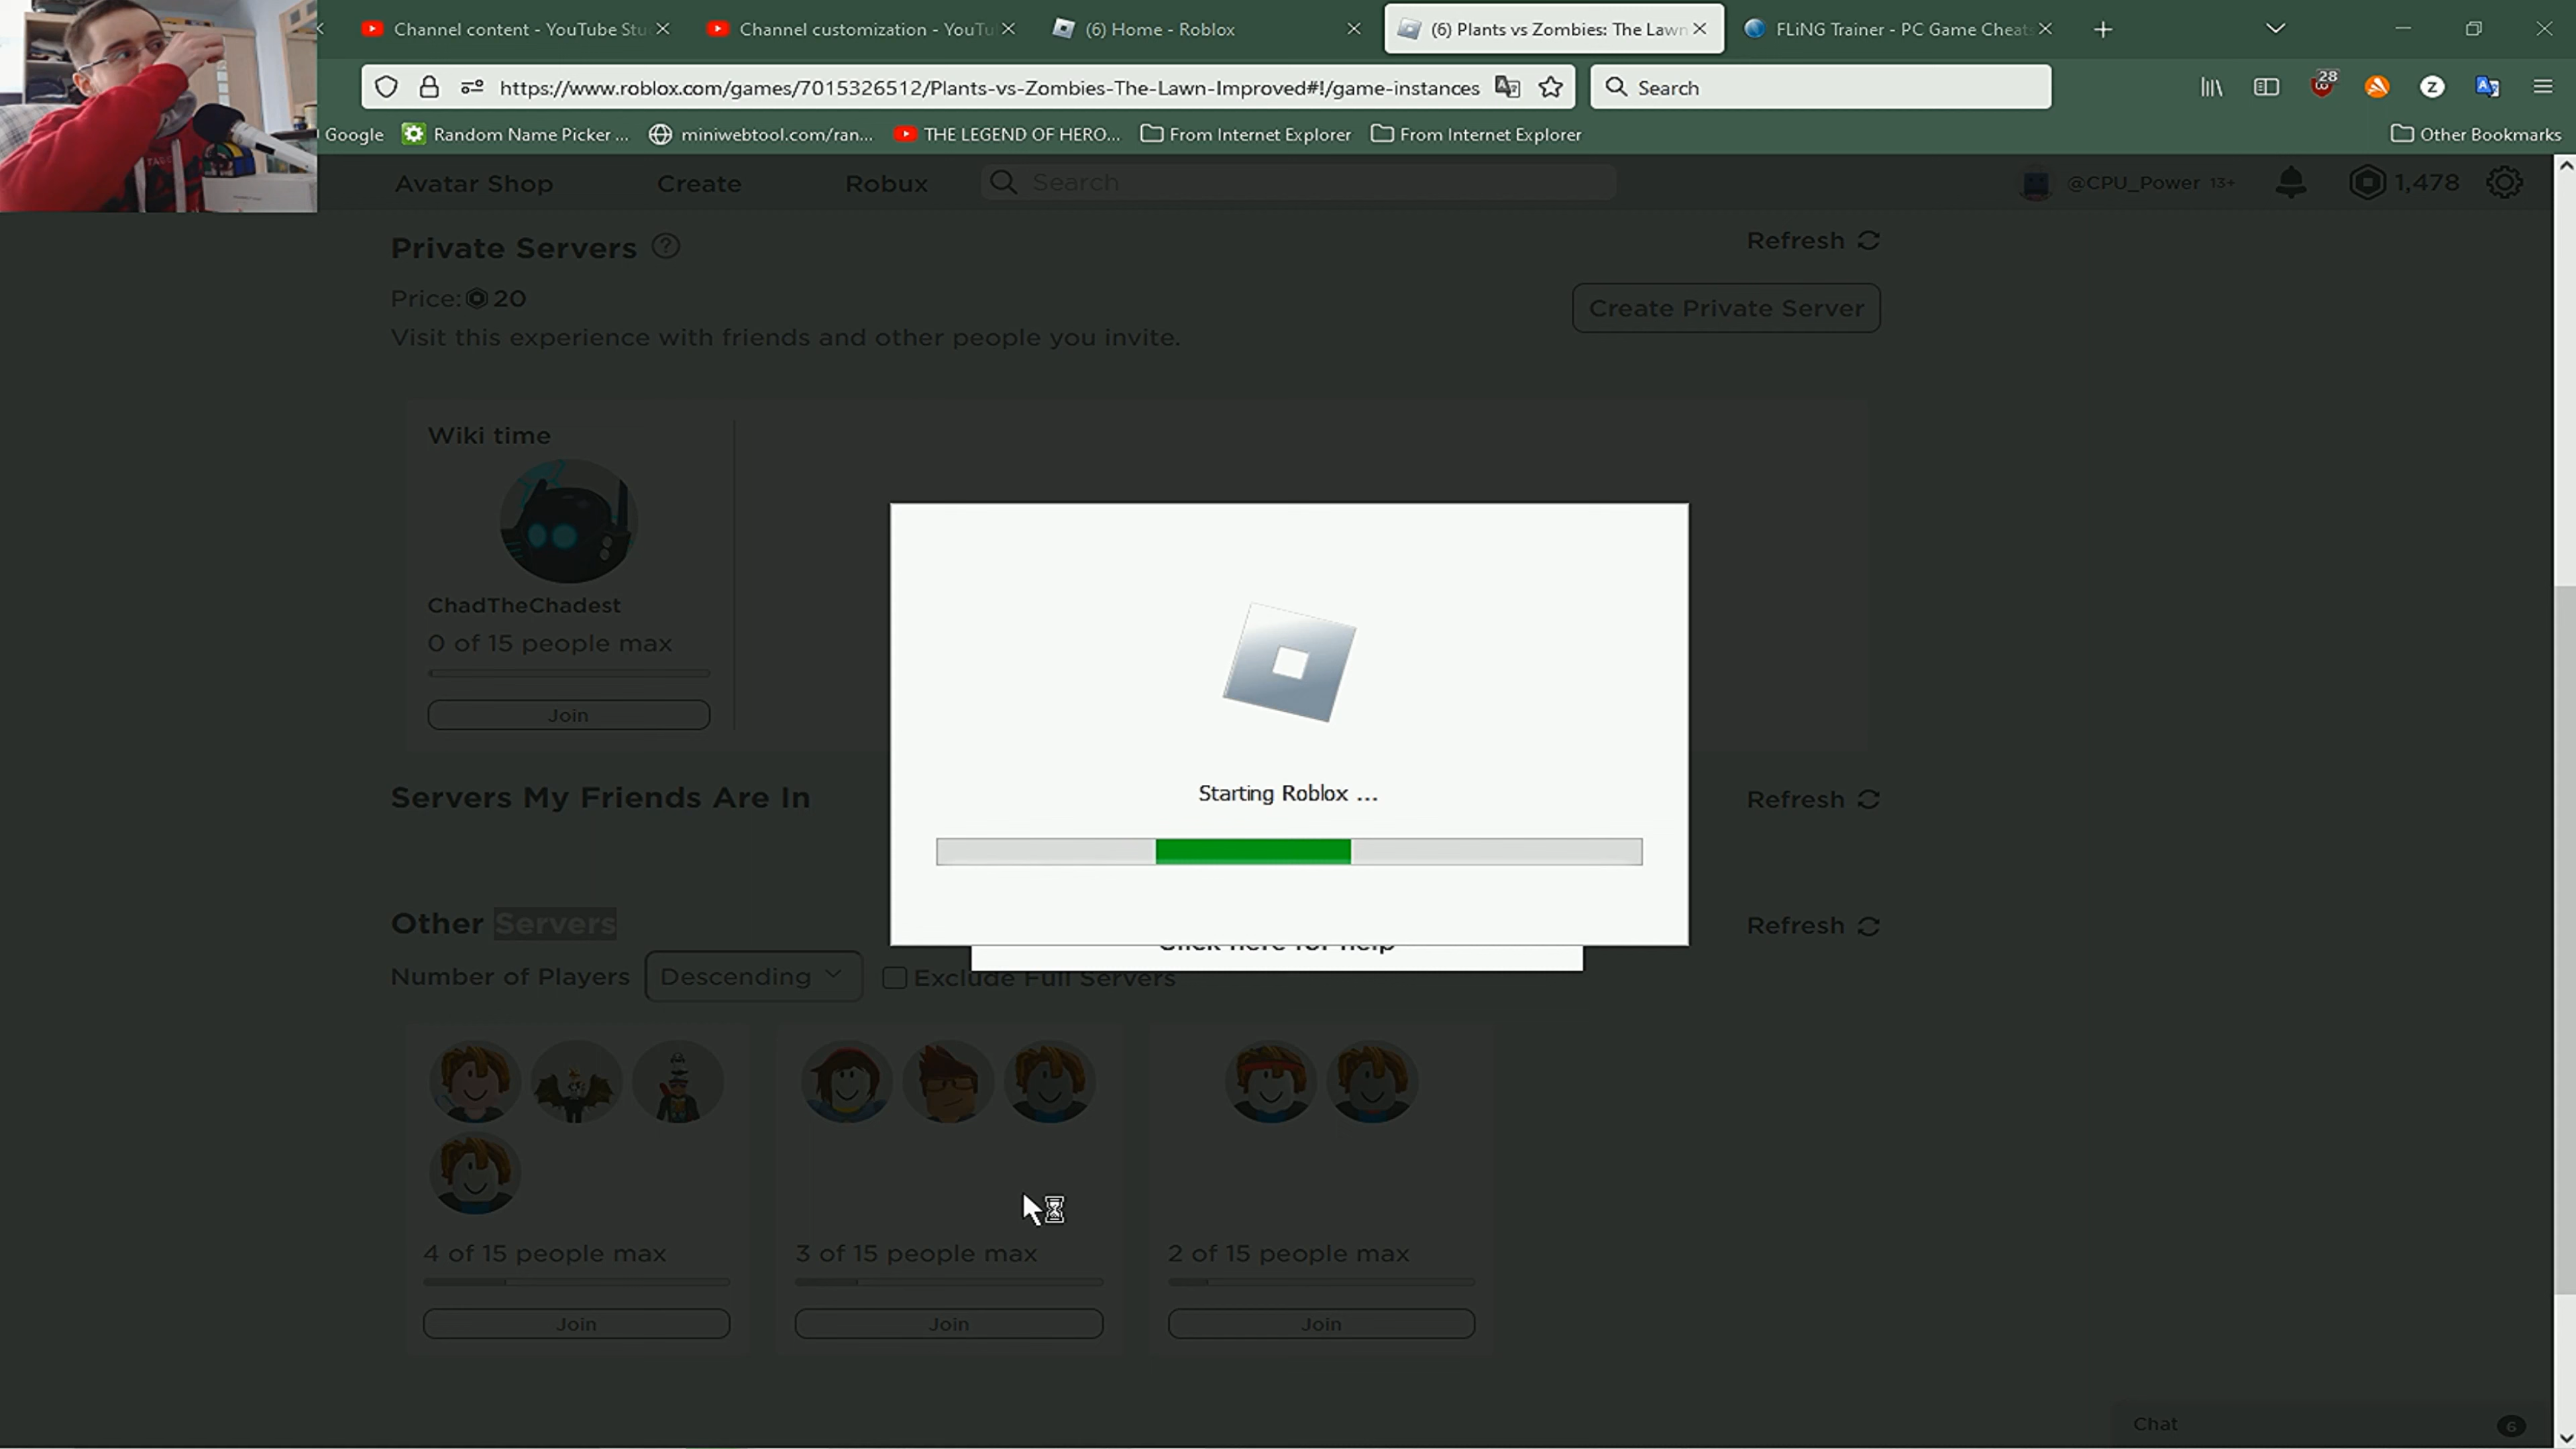 Channel content - YouTube Stu
Channel customization - YouTu
(6) Home - Roblox
(6) Plants vs Zombies: The Lawn
FLiNG Trainer - PC Game Cheat
https://www.roblox.com/games/7015326512/Plants-vs-Zombies-The-Lawn-Improved#!/game-instances
Search
28
Google
Random Name Picker ...
miniwebtool.com/ran...
THE LEGEND OF HERO...
From Internet Explorer
From Internet Explorer
Other Bookmarks
Avatar Shop
Create
Robux
Search
@CPU_Power 13+
1,478
Private Servers
Refresh
Price: 20
Create Private Server
Visit this experience with friends and other people you invite.
Wiki time
ChadTheChadest
0 of 15 people max
Join
Starting Roblox ...
Click here for help
Servers My Friends Are In
Refresh
Other Servers
Refresh
Number of Players
Descending
Exclude Full Servers
4 of 15 people max
3 of 15 people max
2 of 15 people max
Join
Join
Join
Chat
6